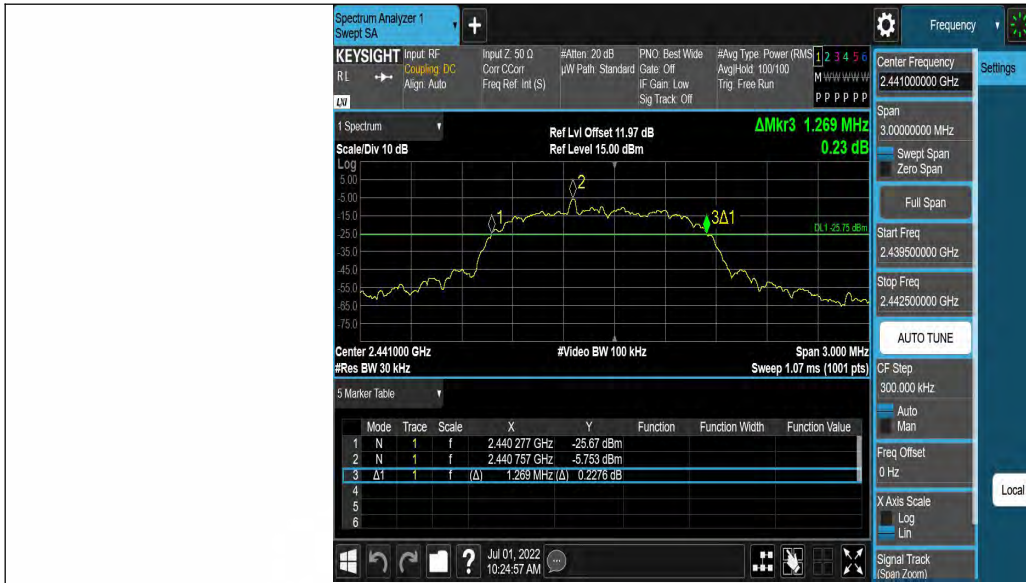 Spectrum Analyzer 1
Swept SA
+
Frequency
KEYSIGHT
RL
LXI
Input: RF
Coupling: DC
Align: Auto
Input Z: 50 Ω
Corr CCorr
Freq Ref: Int (S)
#Atten: 20 dB
µW Path: Standard
PNO: Best Wide
Gate: Off
IF Gain: Low
Sig Track: Off
#Avg Type: Power (RMS
Avg|Hold: 100/100
Trig: Free Run
1 2 3 4 5 6
M W W W W W
P P P P P P
1 Spectrum
Scale/Div 10 dB
Ref Lvl Offset 11.97 dB
Ref Level 15.00 dBm
ΔMkr3 1.269 MHz
0.23 dB
Log
5.00
-5.00
-15.0
-25.0
-35.0
-45.0
-55.0
-65.0
-75.0
1
2
3Δ1
DL1 -25.75 dBm
Center 2.441000 GHz
#Video BW 100 kHz
Span 3.000 MHz
#Res BW 30 kHz
Sweep 1.07 ms (1001 pts)
5 Marker Table
Mode Trace Scale X Y Function Function Width Function Value
1 N 1 f 2.440 277 GHz -25.67 dBm
2 N 1 f 2.440 757 GHz -5.753 dBm
3 Δ1 1 f (Δ) 1.269 MHz (Δ) 0.2276 dB
4
5
6
?
Jul 01, 2022
10:24:57 AM
Center Frequency
2.441000000 GHz
Span
3.00000000 MHz
Swept Span
Zero Span
Full Span
Start Freq
2.439500000 GHz
Stop Freq
2.442500000 GHz
AUTO TUNE
CF Step
300.000 kHz
Auto
Man
Freq Offset
0 Hz
X Axis Scale
Log
Lin
Signal Track
(Span Zoom)
Settings
Local